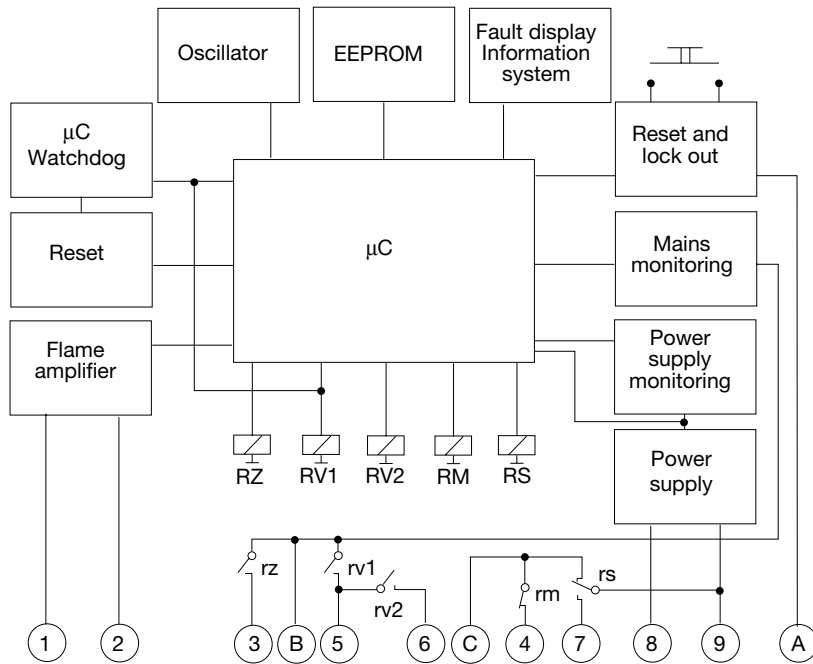 Oscillator
EEPROM
Fault display
Information
system
μC
Watchdog
Reset and
lock out
Reset
μC
Mains
monitoring
Flame
amplifier
Power
supply
monitoring
RZ
RV1
RV2
RM
RS
Power
supply
rz
rv1
rv2
rm
rs
1
2
3
B
5
6
C
4
7
8
9
A